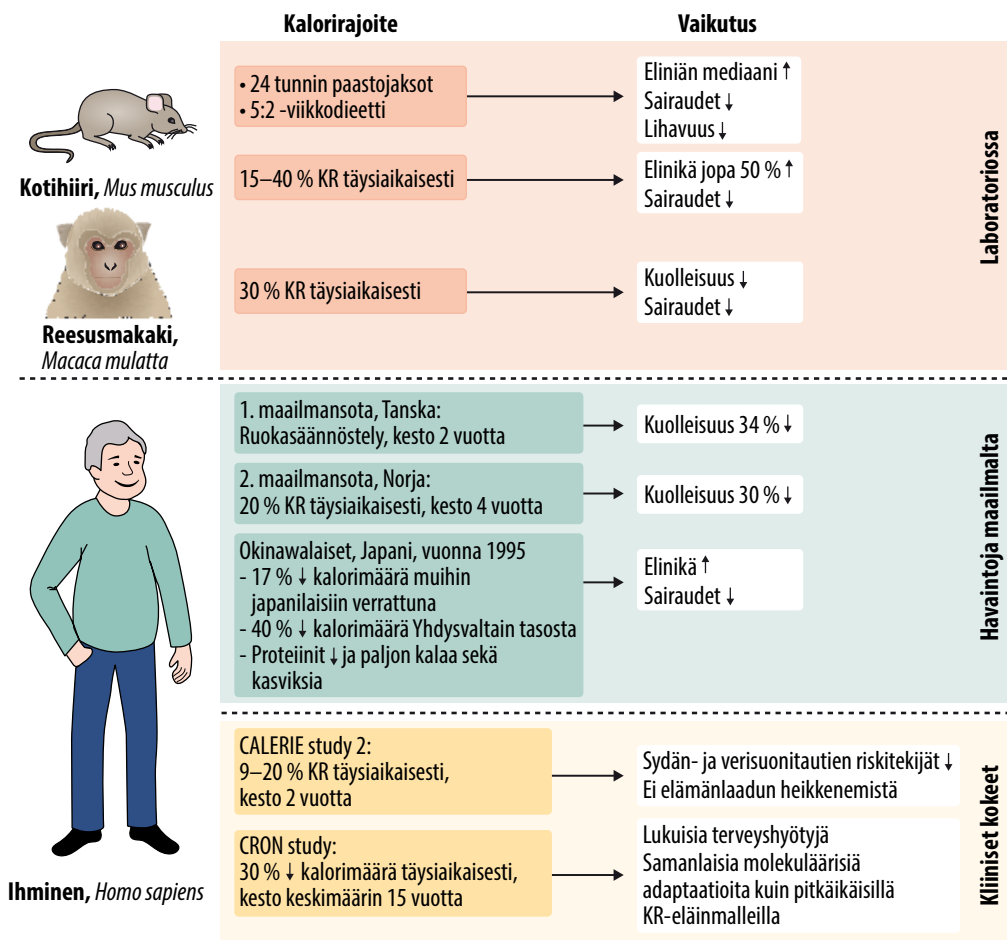 Kalorirajoite
Vaikutus
• 24 tunnin paastojaksot
• 5:2 -viikkodieetti
Eliniän mediaani ↑
Sairaudet ↓
Lihavuus ↓
Kotihiiri, Mus musculus
15–40 % KR täysiaikaisesti
Elinikä jopa 50 % ↑
Sairaudet ↓
30 % KR täysiaikaisesti
Kuolleisuus ↓
Sairaudet ↓
Reesusmakaki,
Macaca mulatta
Laboratoriossa
1. maailmansota, Tanska:
Ruokasäännöstely, kesto 2 vuotta
Kuolleisuus 34 % ↓
2. maailmansota, Norja:
20 % KR täysiaikaisesti, kesto 4 vuotta
Kuolleisuus 30 % ↓
Okinawalaiset, Japani, vuonna 1995
- 17 % ↓ kalorimäärä muihin
japanilaisiin verrattuna
- 40 % ↓ kalorimäärä Yhdysvaltain tasosta
- Proteiinit ↓ ja paljon kalaa sekä
kasviksia
Elinikä ↑
Sairaudet ↓
Havaintoja maailmalta
CALERIE study 2:
9–20 % KR täysiaikaisesti,
kesto 2 vuotta
Sydän- ja verisuonitautien riskitekijät ↓
Ei elämänlaadun heikkenemistä
CRON study:
30 % ↓ kalorimäärä täysiaikaisesti,
kesto keskimäärin 15 vuotta
Lukuisia terveyshyötyjä
Samanlaisia molekuläärisiä
adaptaatioita kuin pitkäikäisillä
KR-eläinmalleilla
Kliiniset kokeet
Ihminen, Homo sapiens